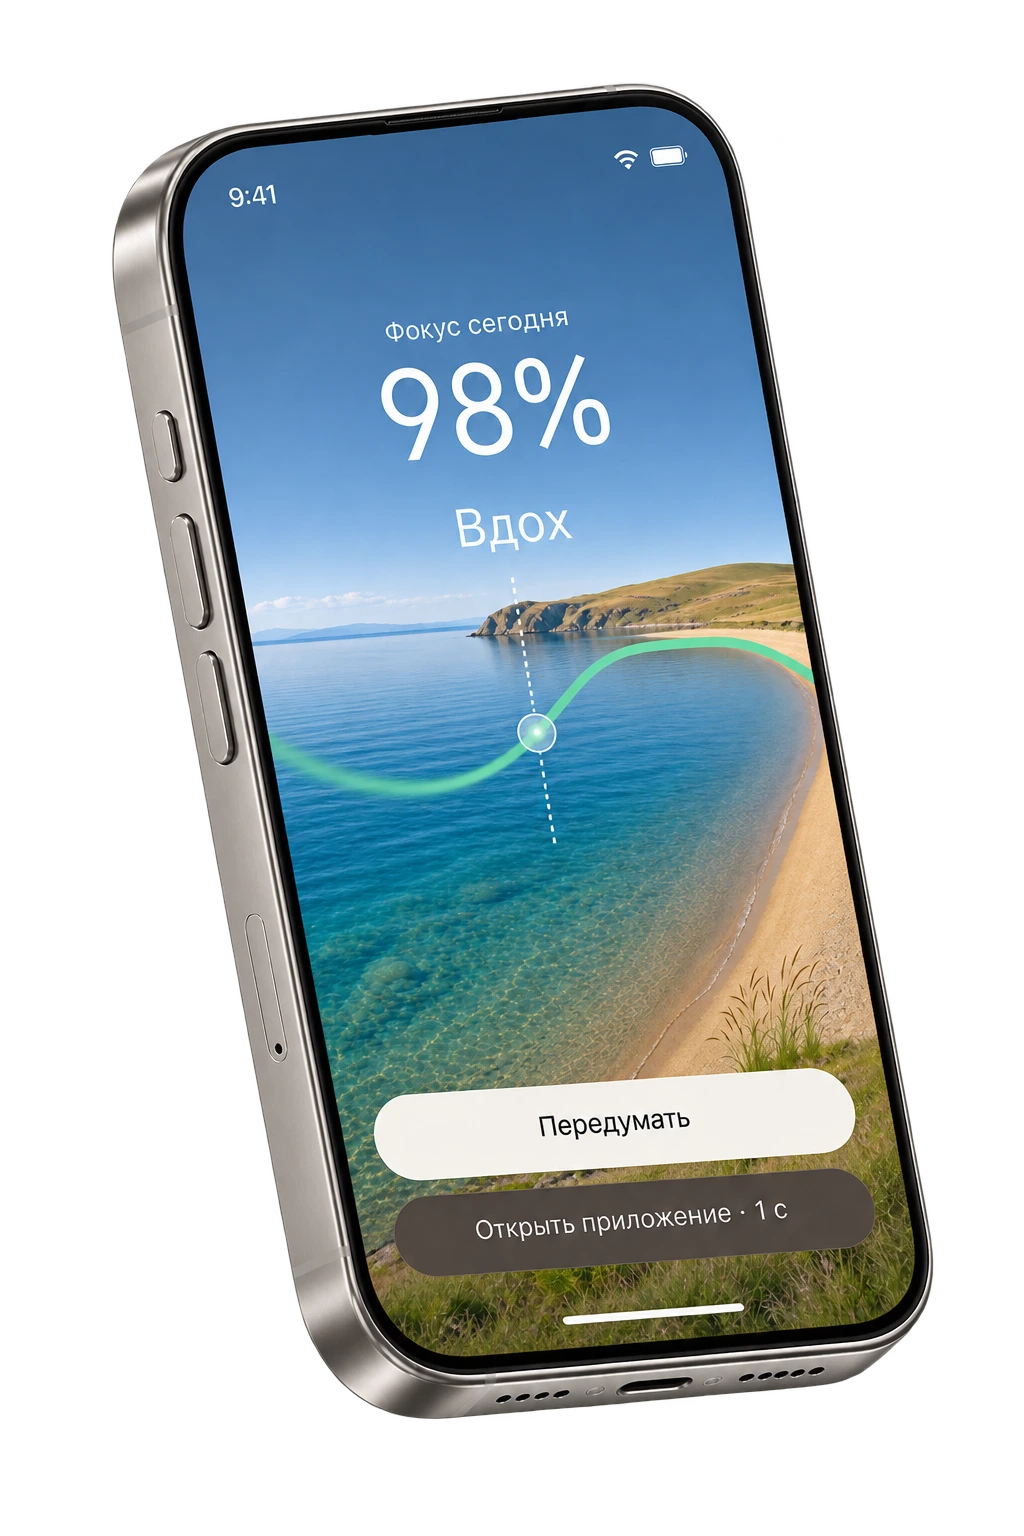 9:41
Фокус сегодня
98%
Вдох
Передумать
Открыть приложение · 1 с